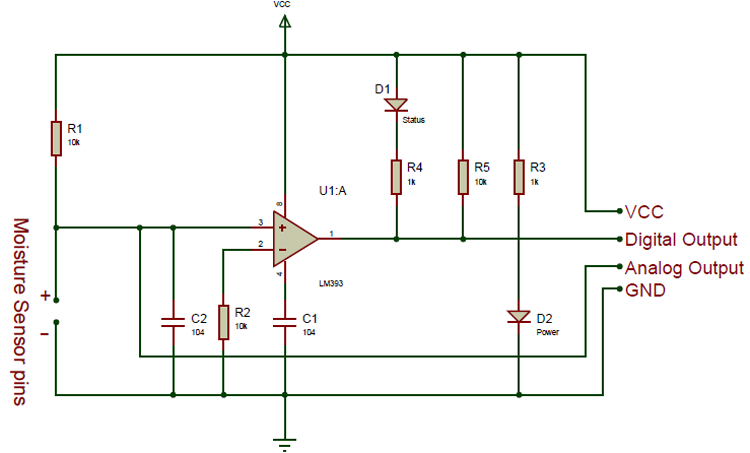 VCC
D1
Status
R1
10k
R4
1k
R5
10k
R3
1k
U1:A
8
3
+
1
2
−
4
LM393
VCC
Digital Output
Analog Output
GND
Moisture Sensor pins
+
-
C2
104
R2
10k
C1
104
D2
Power